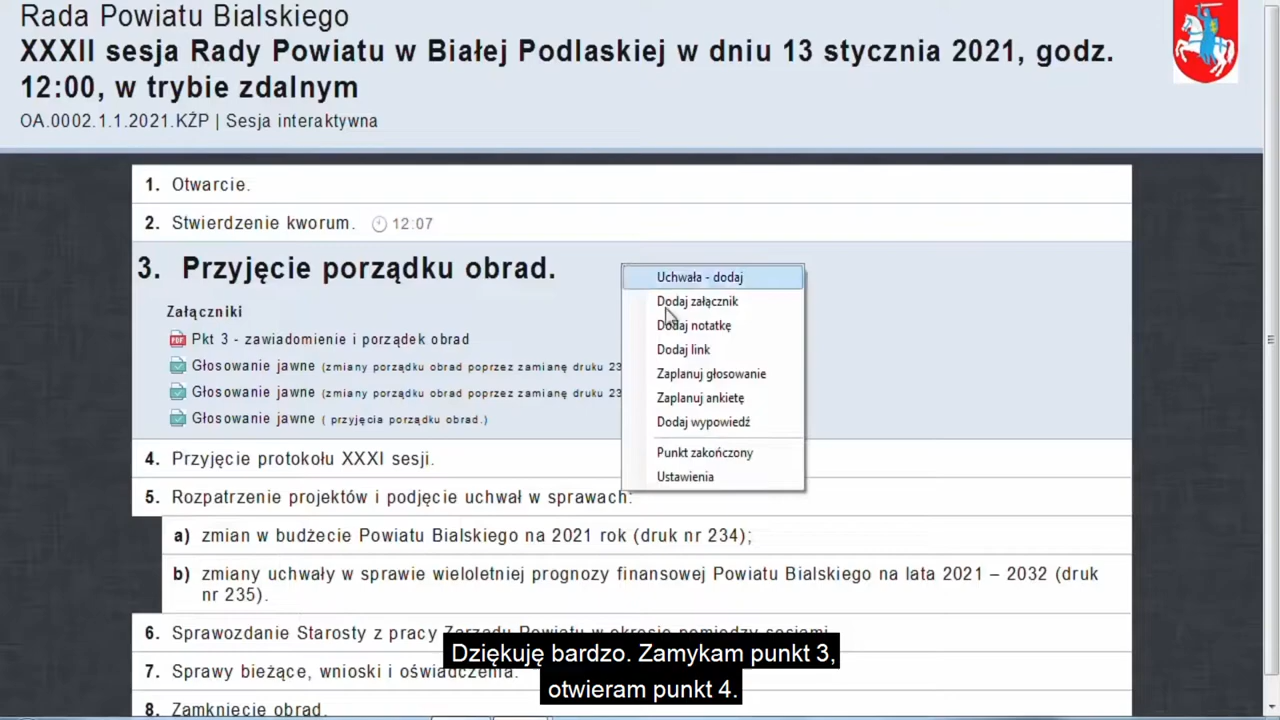 Rada Powiatu Bialskiego
XXXII sesja Rady Powiatu w Białej Podlaskiej w dniu 13 stycznia 2021, godz.
12:00, w trybie zdalnym
OA.0002.1.1.2021.KŻP | Sesja interaktywna
1. Otwarcie.
2. Stwierdzenie kworum. 12:07
3. Przyjęcie porządku obrad.
Załączniki
Pkt 3 - zawiadomienie i porządek obrad
Głosowanie jawne (zmiany porządku obrad poprzez zamianę druku 23
Głosowanie jawne (zmiany porządku obrad poprzez zamianę druku 23
Głosowanie jawne ( przyjęcia porządku obrad.)
Uchwała - dodaj
Dodaj załącznik
Dodaj notatkę
Dodaj link
Zaplanuj głosowanie
Zaplanuj ankietę
Dodaj wypowiedź
Punkt zakończony
Ustawienia
4. Przyjęcie protokołu XXXI sesji.
5. Rozpatrzenie projektów i podjęcie uchwał w sprawach:
a) zmian w budżecie Powiatu Bialskiego na 2021 rok (druk nr 234);
b) zmiany uchwały w sprawie wieloletniej prognozy finansowej Powiatu Bialskiego na lata 2021 – 2032 (druk
nr 235).
6. Sprawozdanie Starosty z pracy Zarządu Powiatu w okresie pomiędzy sesjami.
7. Sprawy bieżące, wnioski i oświadczenia.
8. Zamknięcie obrad.
Dziękuję bardzo. Zamykam punkt 3,
otwieram punkt 4.